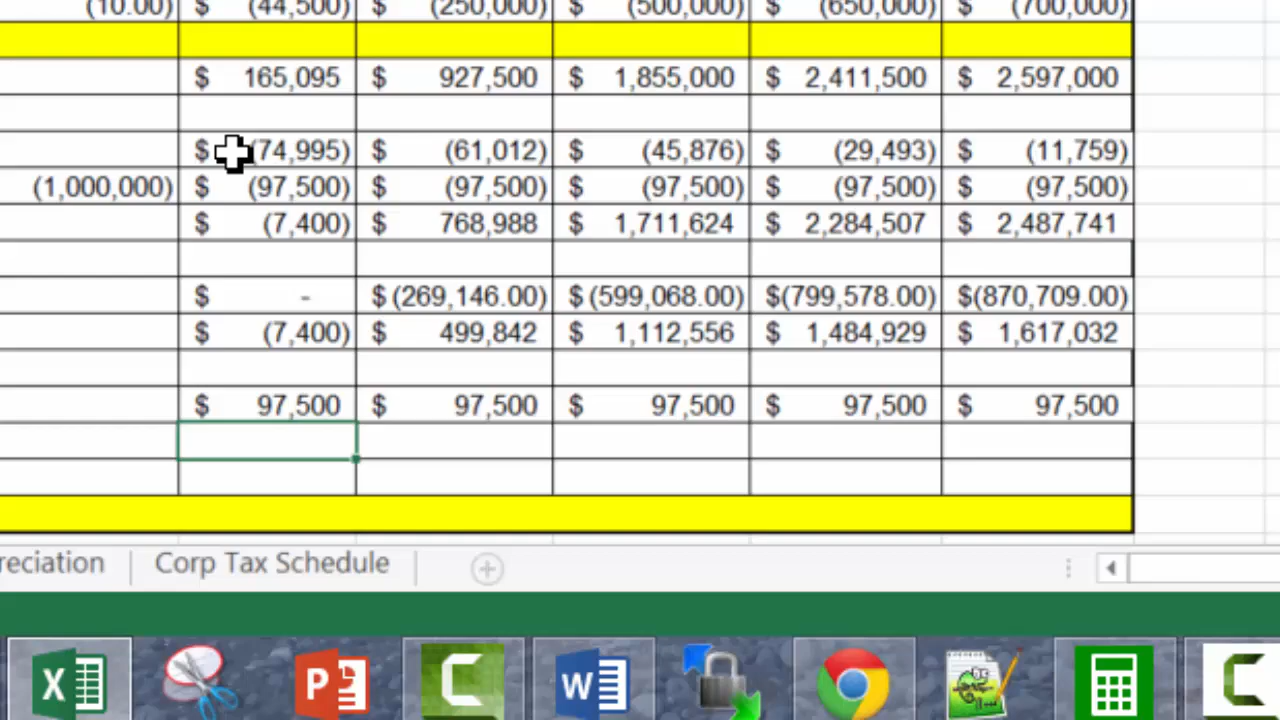 (10.00) $ (44,500) $ (250,000) $ (500,000) $ (650,000) $ (700,000)
$ 165,095 $ 927,500 $ 1,855,000 $ 2,411,500 $ 2,597,000
$ (74,995) $ (61,012) $ (45,876) $ (29,493) $ (11,759)
(1,000,000) $ (97,500) $ (97,500) $ (97,500) $ (97,500) $ (97,500)
$ (7,400) $ 768,988 $ 1,711,624 $ 2,284,507 $ 2,487,741
$ - $ (269,146.00) $ (599,068.00) $(799,578.00) $(870,709.00)
$ (7,400) $ 499,842 $ 1,112,556 $ 1,484,929 $ 1,617,032
$ 97,500 $ 97,500 $ 97,500 $ 97,500 $ 97,500
reciation Corp Tax Schedule
X P C W C